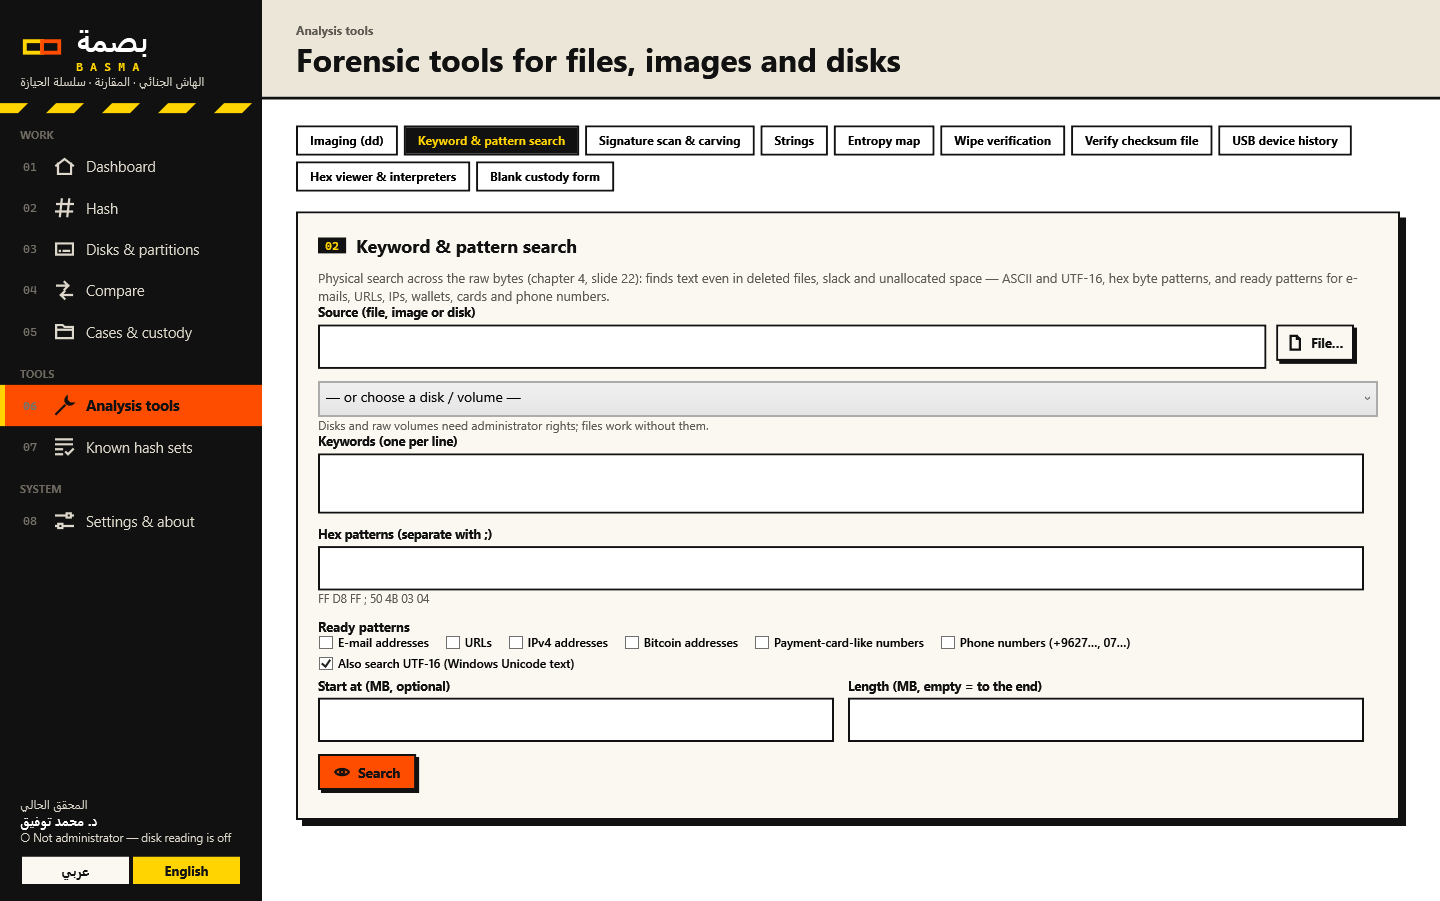 بصمة
BASMA
الهاش الجنائي · المقارنة · سلسلة الحيازة
WORK
01 Dashboard
02 Hash
03 Disks & partitions
04 Compare
05 Cases & custody
TOOLS
06 Analysis tools
07 Known hash sets
SYSTEM
08 Settings & about
المحقق الحالي
د. محمد توفيق
Not administrator — disk reading is off
عربي English
Analysis tools
Forensic tools for files, images and disks
Imaging (dd) Keyword & pattern search Signature scan & carving Strings Entropy map Wipe verification Verify checksum file USB device history
Hex viewer & interpreters Blank custody form
02 Keyword & pattern search
Physical search across the raw bytes (chapter 4, slide 22): finds text even in deleted files, slack and unallocated space — ASCII and UTF-16, hex byte patterns, and ready patterns for e-
mails, URLs, IPs, wallets, cards and phone numbers.
Source (file, image or disk)
File...
— or choose a disk / volume —
Disks and raw volumes need administrator rights; files work without them.
Keywords (one per line)
Hex patterns (separate with ;)
FF D8 FF ; 50 4B 03 04
Ready patterns
E-mail addresses URLs IPv4 addresses Bitcoin addresses Payment-card-like numbers Phone numbers (+9627..., 07...)
Also search UTF-16 (Windows Unicode text)
Start at (MB, optional) Length (MB, empty = to the end)
Search